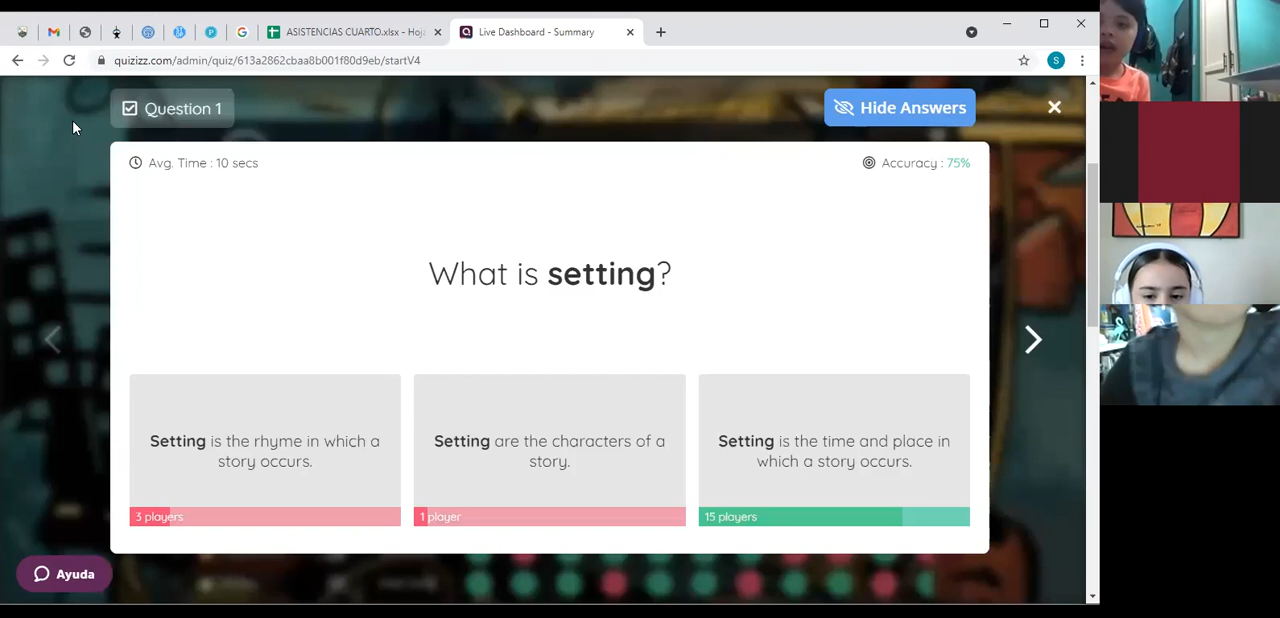 ASISTENCIAS CUARTO.xlsx - Hoj
Live Dashboard - Summary
quizizz.com/admin/quiz/613a2862cbaa8b001f80d9eb/startV4
S
Question 1
Hide Answers
Avg. Time : 10 secs
Accuracy : 75%
What is setting?
Setting is the rhyme in which a
story occurs.
3 players
Setting are the characters of a
story.
1 player
Setting is the time and place in
which a story occurs.
15 players
Ayuda